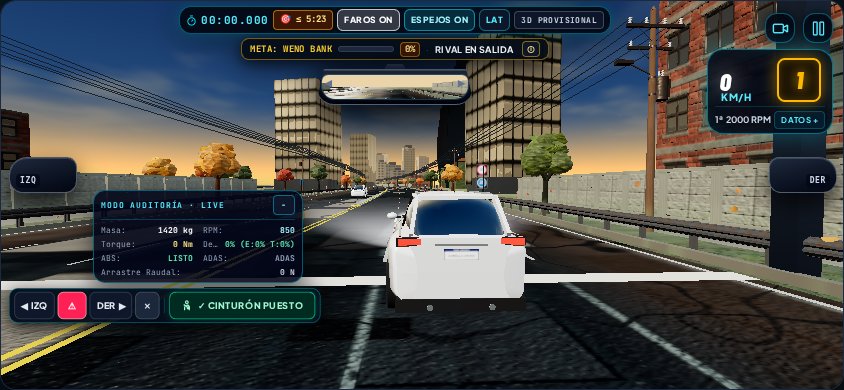 00:00.000 🎯 ≤ 5:23 FAROS ON ESPEJOS ON LAT 3D PROVISIONAL
META: WENO BANK 0% · RIVAL EN SALIDA
0 1
KM/H
1ª 2000 RPM DATOS +
IZQ
DER
MODO AUDITORÍA · LIVE -
Masa: 1420 kg RPM: 850
Torque: 0 Nm De… 0% (E:0% T:0%)
ABS: LISTO ADAS: ADAS
Arrastre Raudal: 0 N
◀ IZQ ⚠ DER ▶ × ✓ CINTURÓN PUESTO